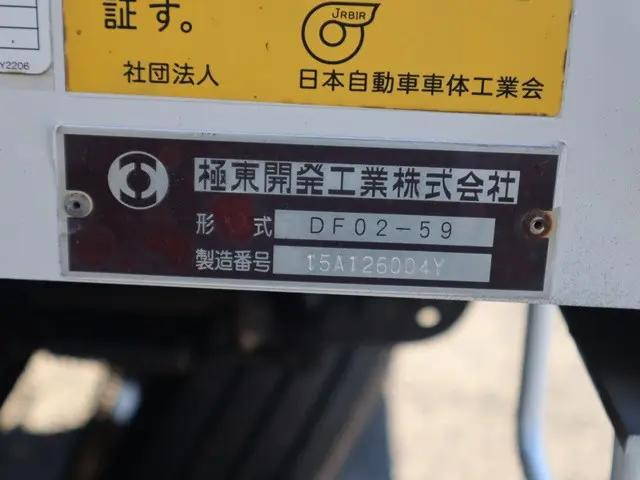 Y2206
証す。
JRBIR
社団法人 日本自動車車体工業会
極東開発工業株式会社
形式 DF02-59
製造番号 15A126004Y